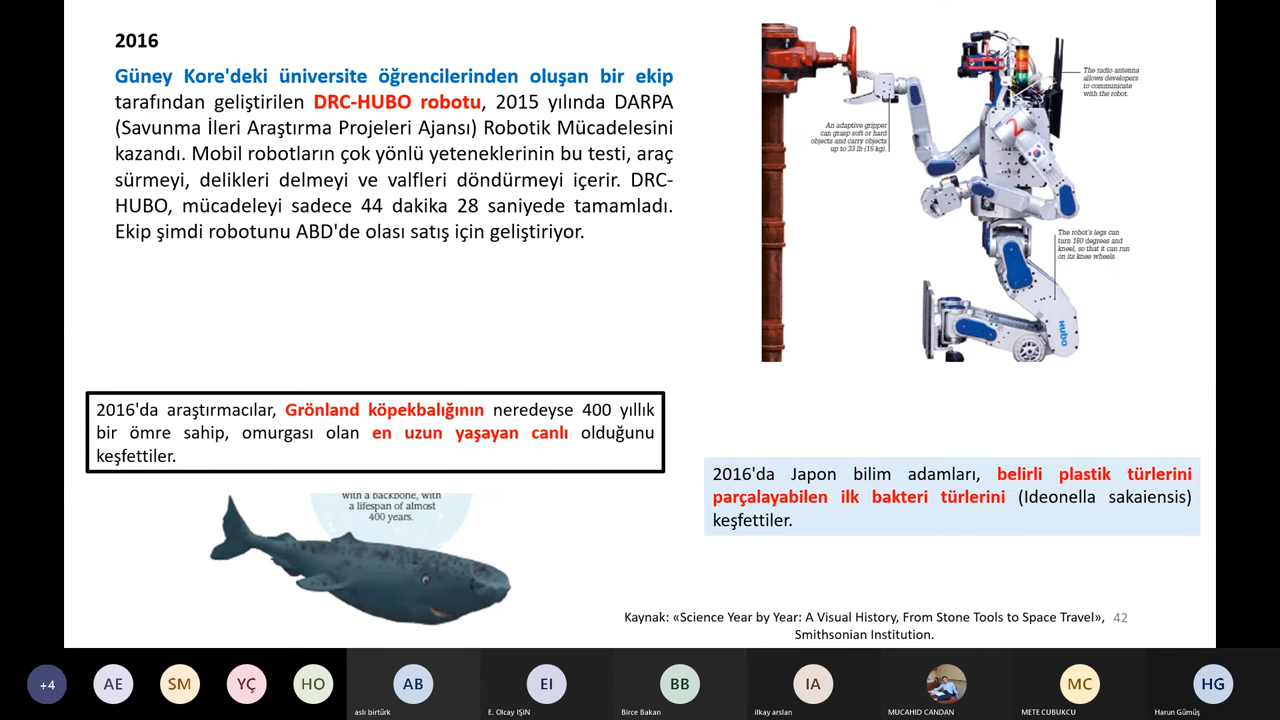 2016
Güney Kore'deki üniversite öğrencilerinden oluşan bir ekip
tarafından geliştirilen DRC-HUBO robotu, 2015 yılında DARPA
(Savunma İleri Araştırma Projeleri Ajansı) Robotik Mücadelesini
kazandı. Mobil robotların çok yönlü yeteneklerinin bu testi, araç
sürmeyi, delikleri delmeyi ve valfleri döndürmeyi içerir. DRC-
HUBO, mücadeleyi sadece 44 dakika 28 saniyede tamamladı.
Ekip şimdi robotunu ABD'de olası satış için geliştiriyor.
The radio antenna
allows developers
to communicate
with the robot.
An adaptive gripper
can grasp soft or hard
objects and carry objects
up to 33 lb (15 kg).
The robot's legs can
turn 180 degrees and
kneel, so that it can run
on its knee wheels.
HUBO
2016'da araştırmacılar, Grönland köpekbalığının neredeyse 400 yıllık
bir ömre sahip, omurgası olan en uzun yaşayan canlı olduğunu
keşfettiler.
with a backbone, with
a lifespan of almost
400 years.
2016'da Japon bilim adamları, belirli plastik türlerini
parçalayabilen ilk bakteri türlerini (Ideonella sakaiensis)
keşfettiler.
Kaynak: «Science Year by Year: A Visual History, From Stone Tools to Space Travel»,
Smithsonian Institution.
42
+4
AE
SM
YÇ
HO
AB
EI
BB
IA
MC
HG
aslı birtürk
E. Olcay IŞIN
Birce Bakan
ilkay arslan
MUCAHID CANDAN
METE CUBUKCU
Harun Gümüş